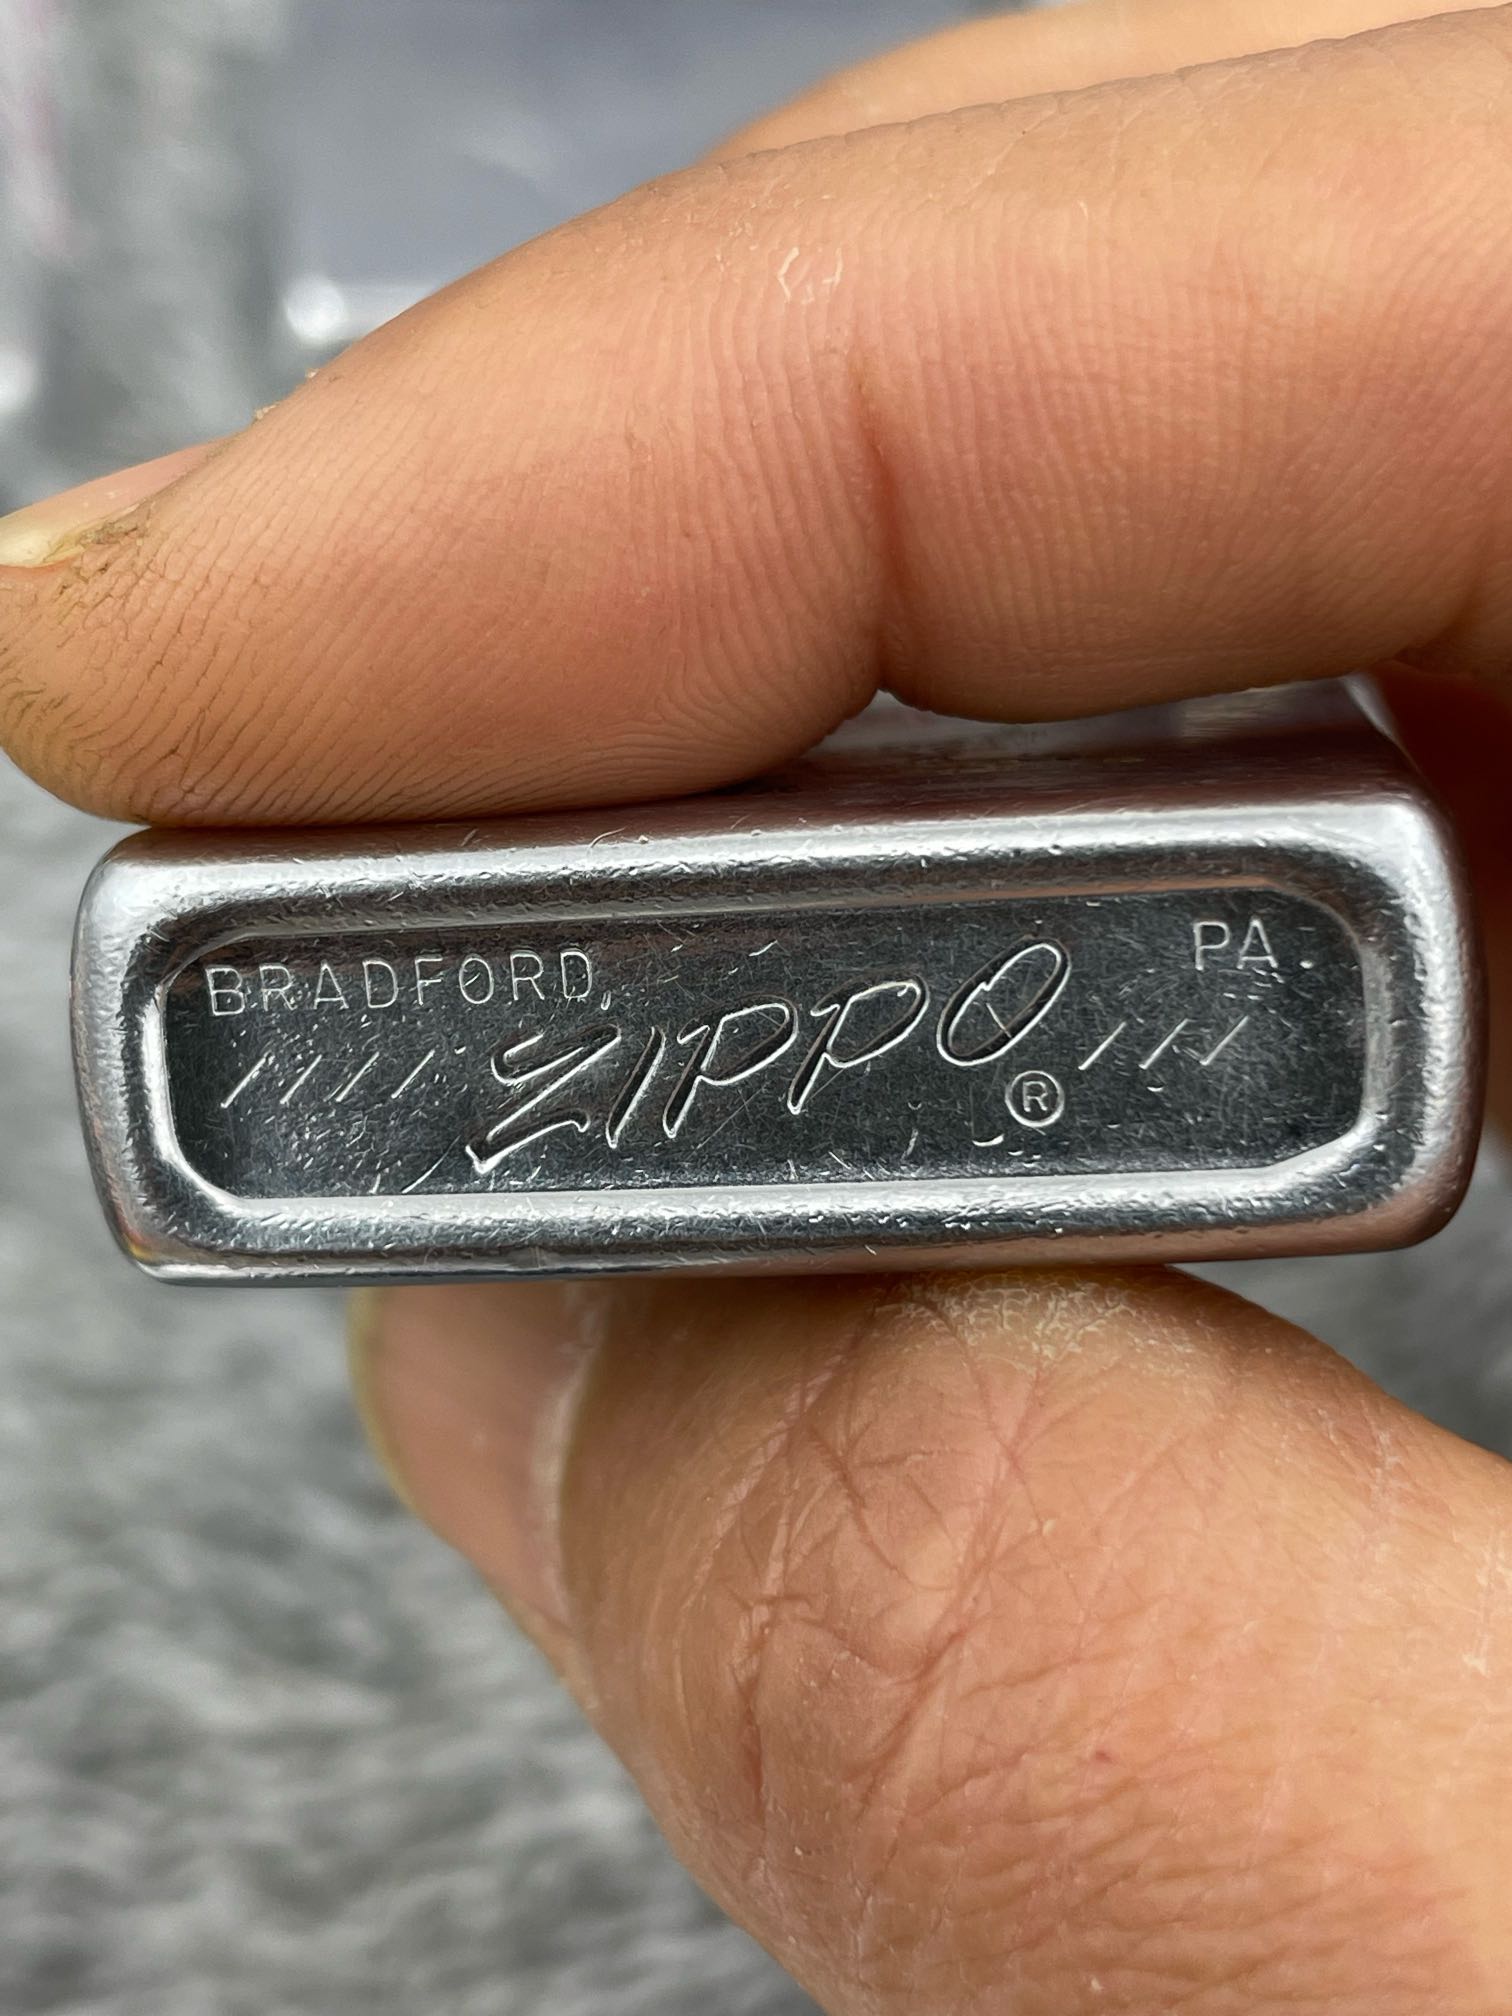 BRADFORD, PA.
//// ZIPPO ///
®